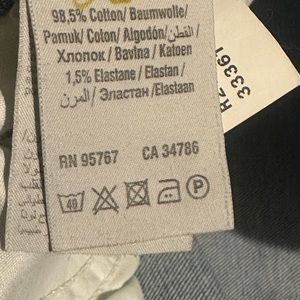 98,5% Cotton/Baumwolle/
Pamuk/Coton/Algodón/القطن/
Хлопок/Bavlna/Katoen
1,5% Elastane/Elastan/
المرن/Эластан/Elastaan
RN 95767 CA 34786
40
P
33361